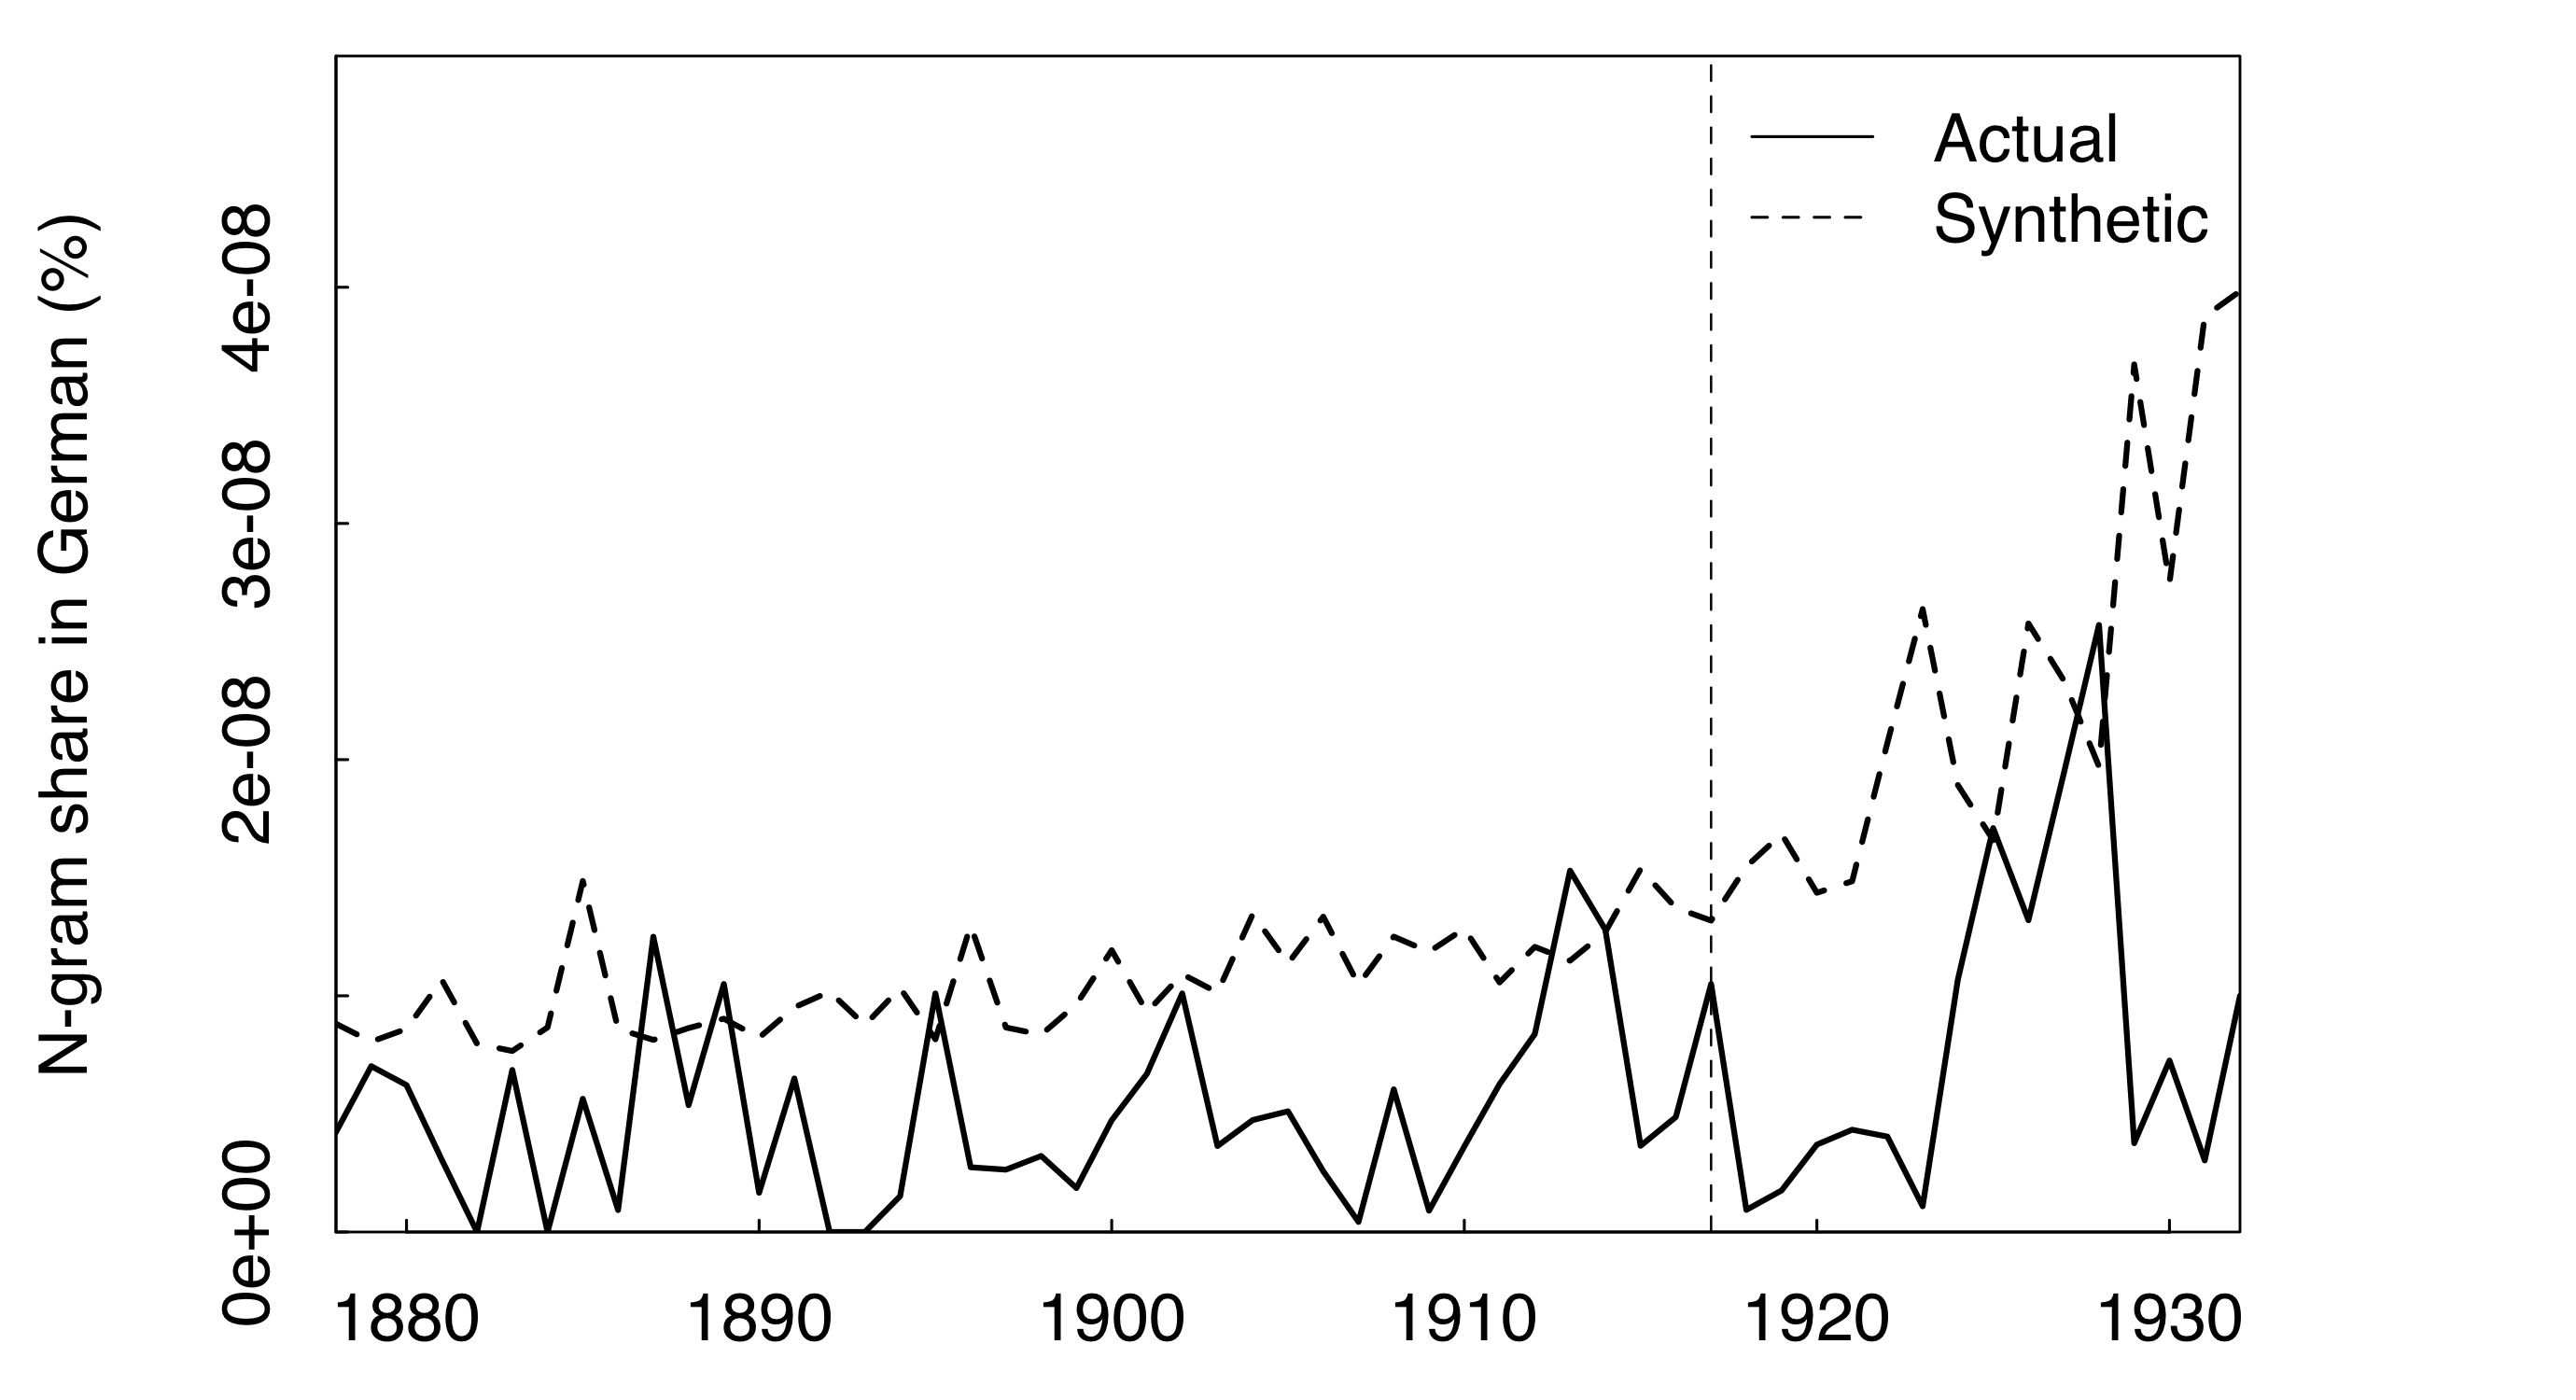 Actual
Synthetic
N-gram share in German (%)
4e-08
3e-08
2e-08
0e+00
1880 1890 1900 1910 1920 1930